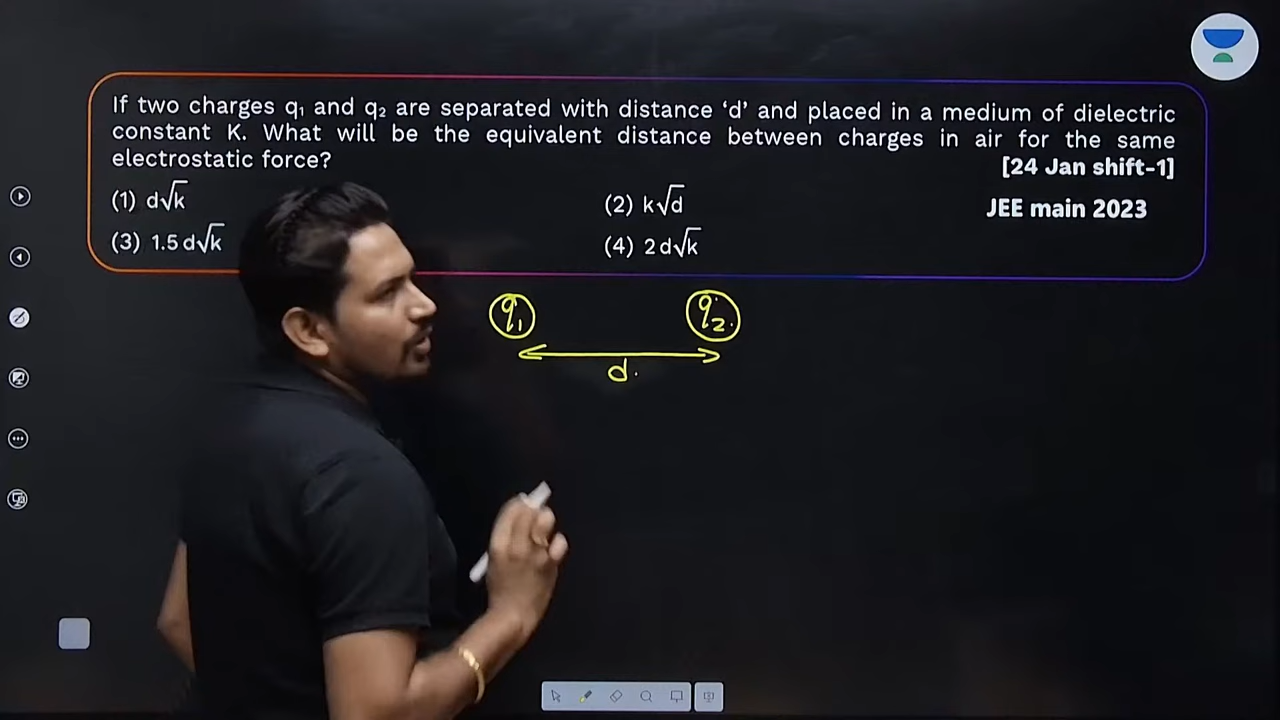 If two charges q₁ and q₂ are separated with distance ‘d’ and placed in a medium of dielectric
constant K. What will be the equivalent distance between charges in air for the same
electrostatic force?
[24 Jan shift-1]
(1) d√k
(2) k√d
JEE main 2023
(3) 1.5 d√k
(4) 2 d√k
q₁
q₂
d.